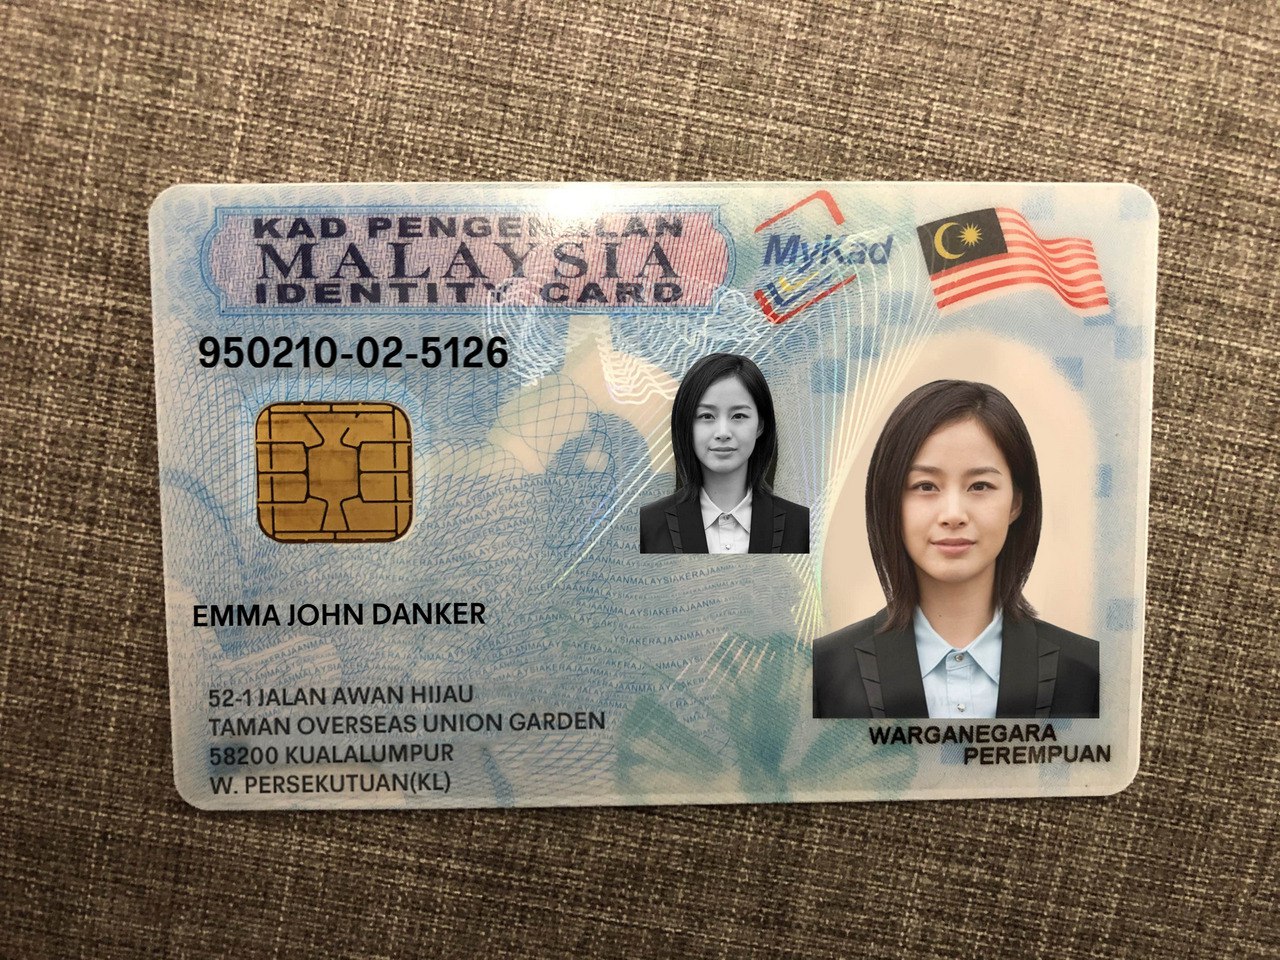 KAD PENGENALAN
MALAYSIA
IDENTITY CARD
MyKad
950210-02-5126
EMMA JOHN DANKER
52-1 JALAN AWAN HIJAU
TAMAN OVERSEAS UNION GARDEN
58200 KUALALUMPUR
W. PERSEKUTUAN(KL)
WARGANEGARA
PEREMPUAN